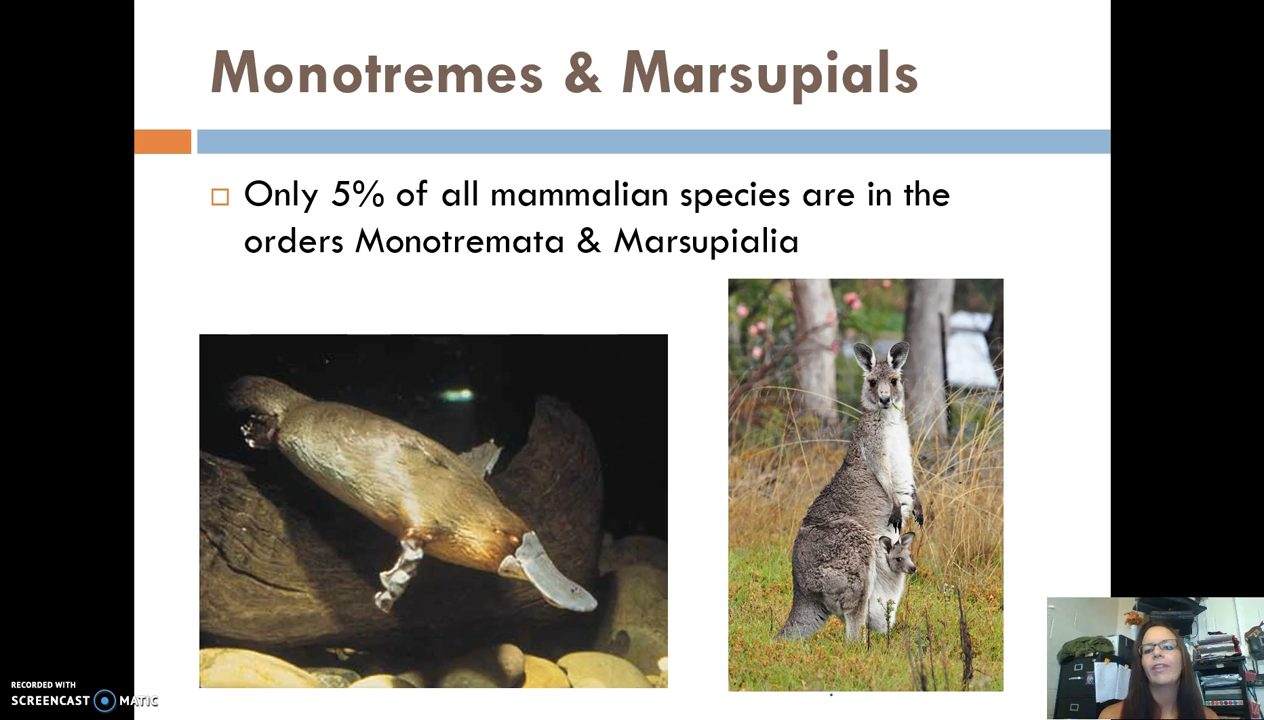 Monotremes & Marsupials
Only 5% of all mammalian species are in the
orders Monotremata & Marsupialia
RECORDED WITH
SCREENCAST MATIC